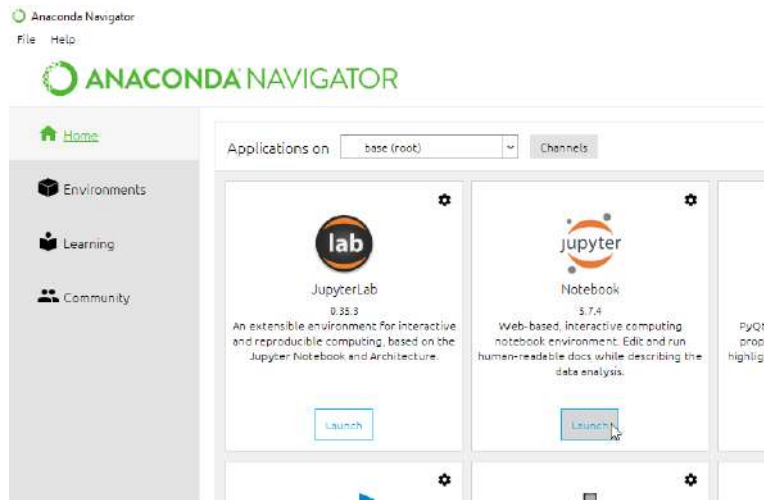 Anaconda Navigator
File Help
ANACONDA NAVIGATOR
Home
Applications on base (root) Channels
Environments
Learning
Community
lab
jupyter
JupyterLab
Notebook
0.35.3
5.7.4
An extensible environment for interactive
and reproducible computing, based on the
Jupyter Notebook and Architecture.
Web-based, interactive computing
notebook environment. Edit and run
human-readable docs while describing the
data analysis.
PyQt
prop
highlig
Launch
Launch